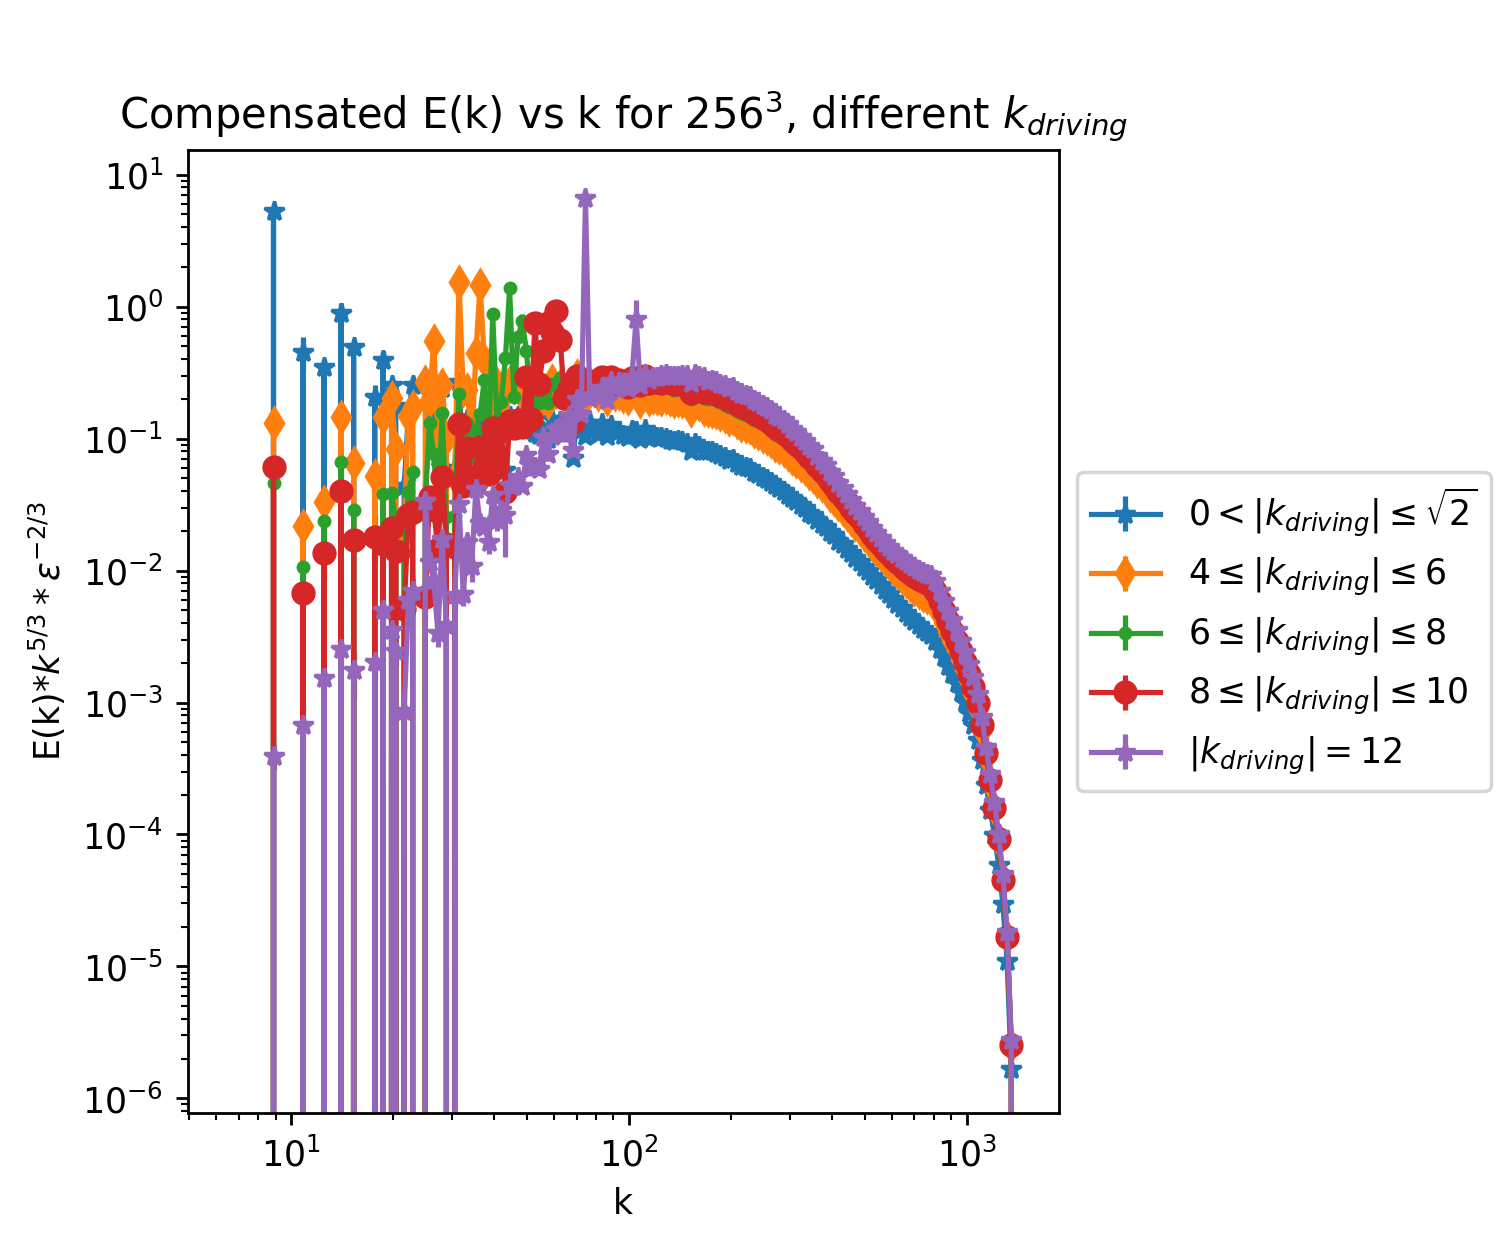 Compensated E(k) vs k for 256³, different k_driving
10¹
10⁰
10⁻¹
10⁻²
10⁻³
10⁻⁴
10⁻⁵
10⁻⁶
E(k)*k^{5/3} * ε^{−2/3}
10¹ 10² 10³
k
0 < |k_driving| ≤ √2
4 ≤ |k_driving| ≤ 6
6 ≤ |k_driving| ≤ 8
8 ≤ |k_driving| ≤ 10
|k_driving| = 12